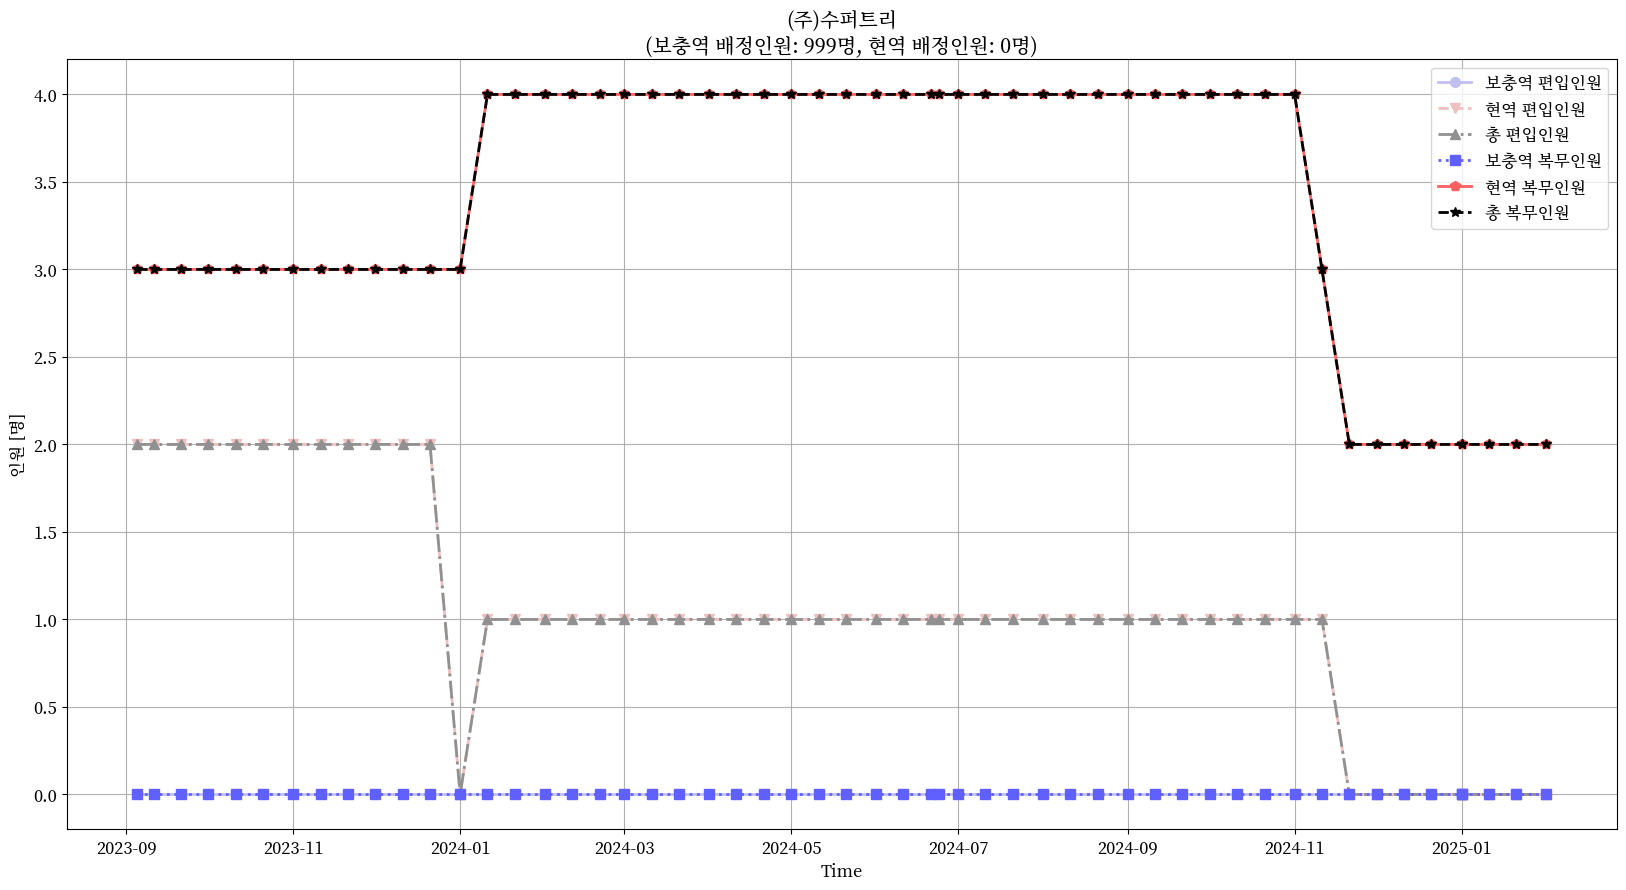 (주)수퍼트리
(보충역 배정인원: 999명, 현역 배정인원: 0명)
보충역 편입인원
현역 편입인원
총 편입인원
보충역 복무인원
현역 복무인원
총 복무인원
인원 [명]
4.0
3.5
3.0
2.5
2.0
1.5
1.0
0.5
0.0
2023-09 2023-11 2024-01 2024-03 2024-05 2024-07 2024-09 2024-11 2025-01
Time